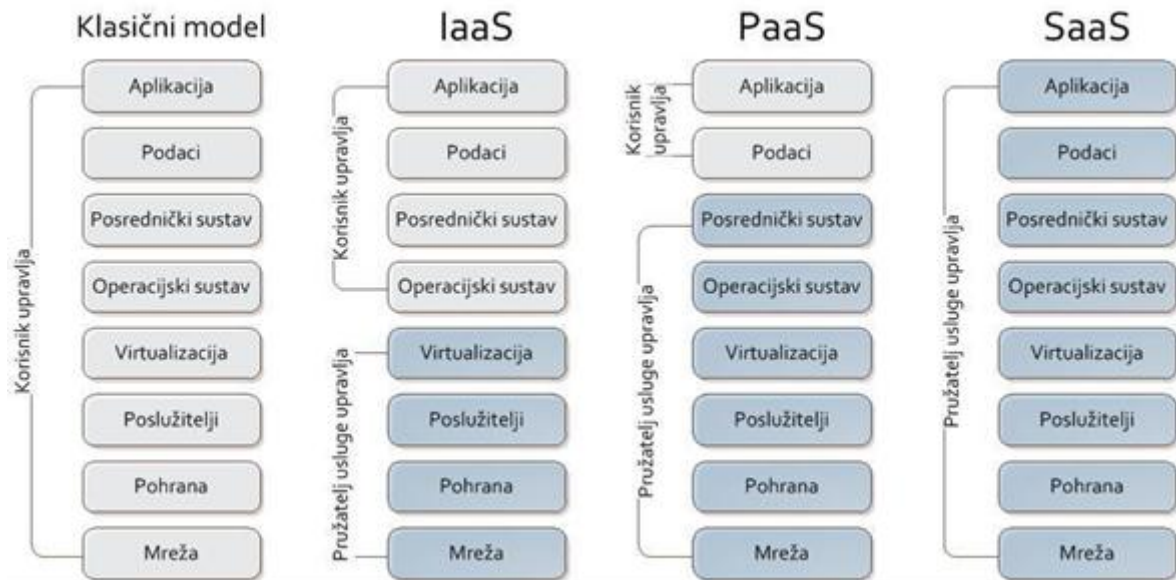 Klasični model
Korisnik upravlja
Aplikacija
Podaci
Posrednički sustav
Operacijski sustav
Virtualizacija
Poslužitelji
Pohrana
Mreža
IaaS
Korisnik upravlja
Pružatelj usluge upravlja
Aplikacija
Podaci
Posrednički sustav
Operacijski sustav
Virtualizacija
Poslužitelji
Pohrana
Mreža
PaaS
Korisnik
upravlja
Pružatelj usluge upravlja
Aplikacija
Podaci
Posrednički sustav
Operacijski sustav
Virtualizacija
Poslužitelji
Pohrana
Mreža
SaaS
Pružatelj usluge upravlja
Aplikacija
Podaci
Posrednički sustav
Operacijski sustav
Virtualizacija
Poslužitelji
Pohrana
Mreža